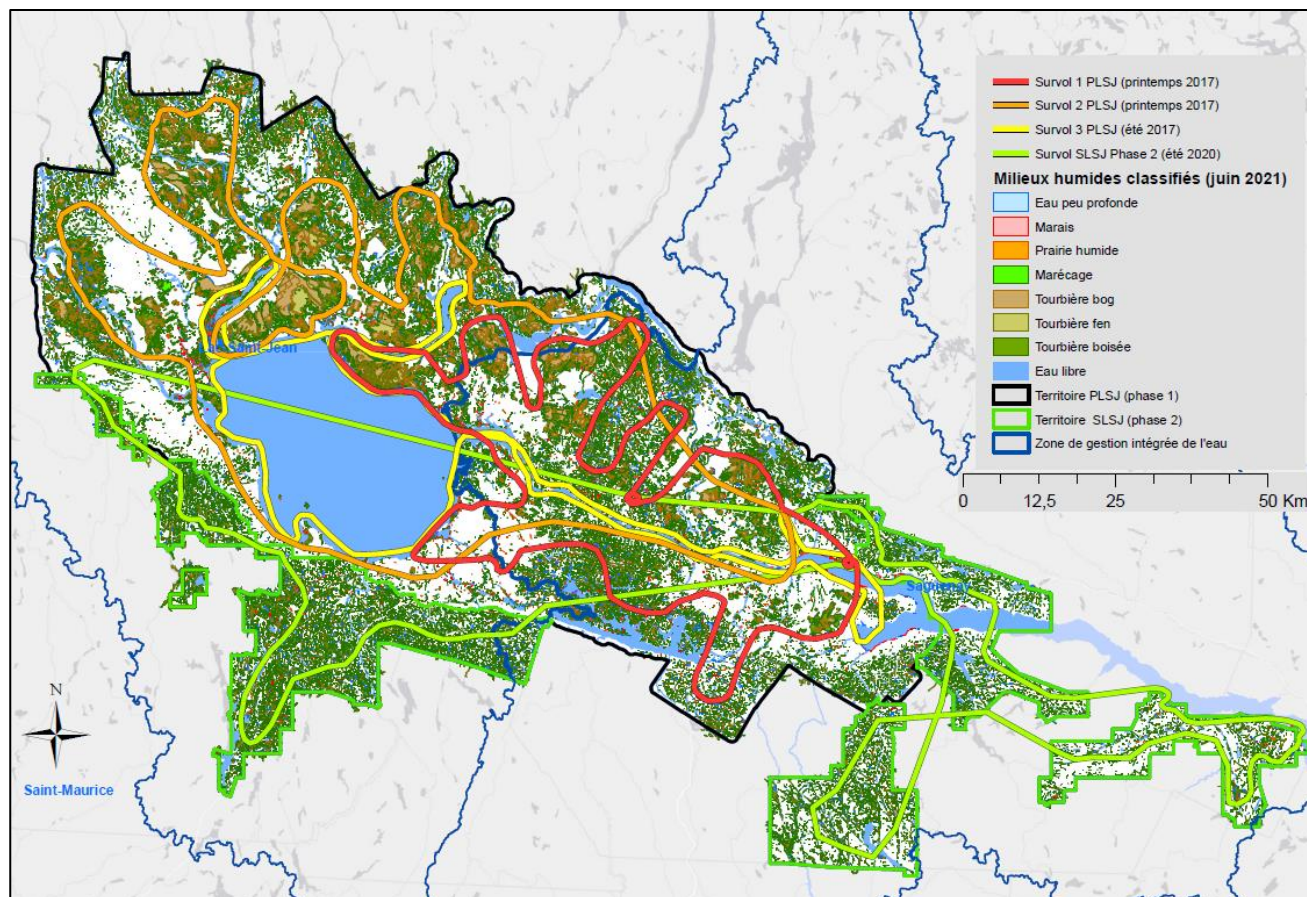 Survol 1 PLSJ (printemps 2017)
Survol 2 PLSJ (printemps 2017)
Survol 3 PLSJ (été 2017)
Survol SLSJ Phase 2 (été 2020)
Milieux humides classifiés (juin 2021)
Eau peu profonde
Marais
Prairie humide
Marécage
Tourbière bog
Tourbière fen
Tourbière boisée
Eau libre
Territoire PLSJ (phase 1)
Territoire SLSJ (phase 2)
Zone de gestion intégrée de l'eau
0 12,5 25 50 Km
Saint-Jean
N
Saint-Maurice